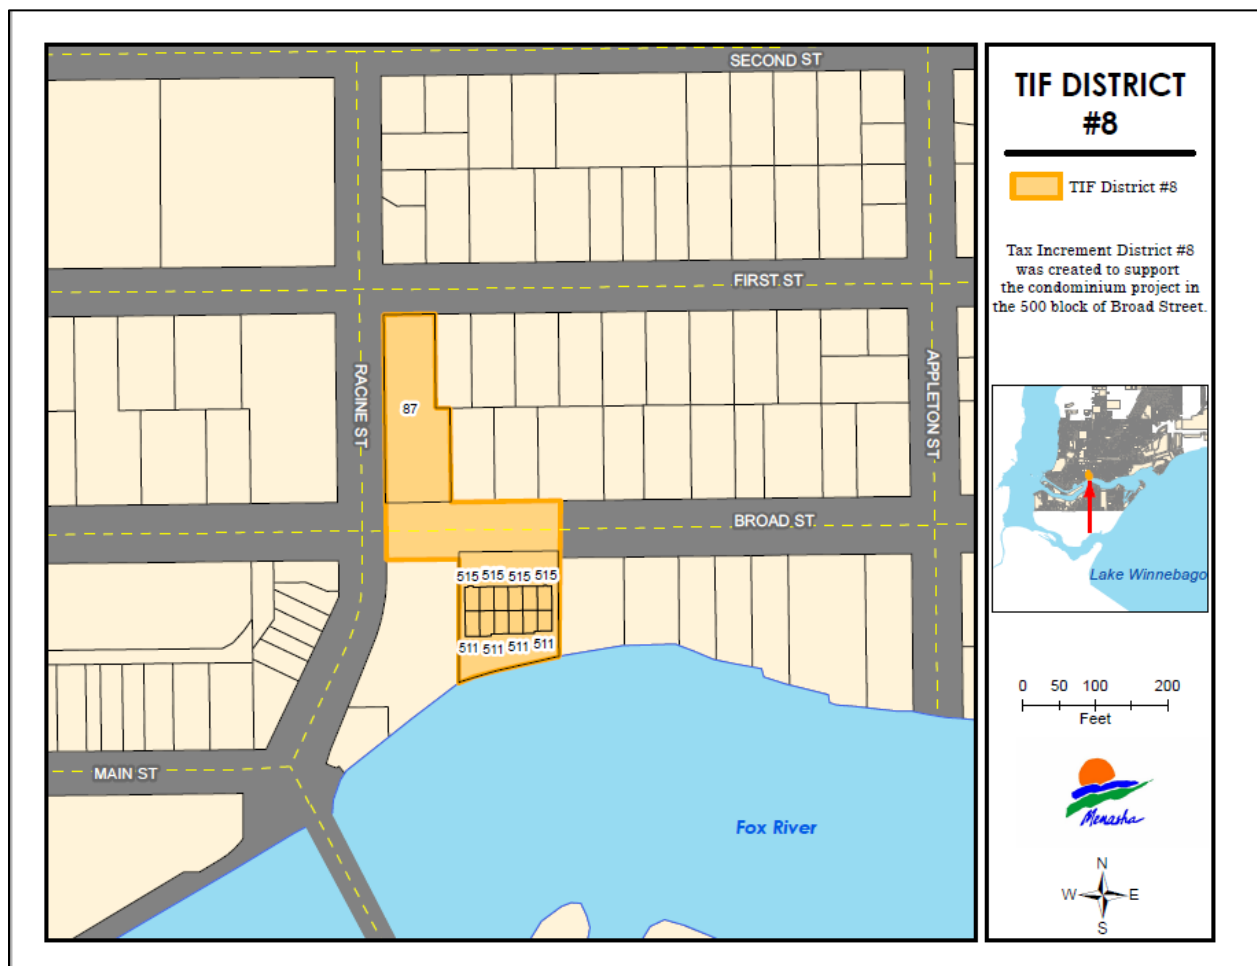 SECOND ST
FIRST ST
RACINE ST
APPLETON ST
87
BROAD ST
515 515 515 515
511 511 511 511
MAIN ST
Fox River
TIF DISTRICT
#8
TIF District #8
Tax Increment District #8
was created to support
the condominium project in
the 500 block of Broad Street.
Lake Winnebago
0 50 100 200
Feet
Menasha
N
W E
S